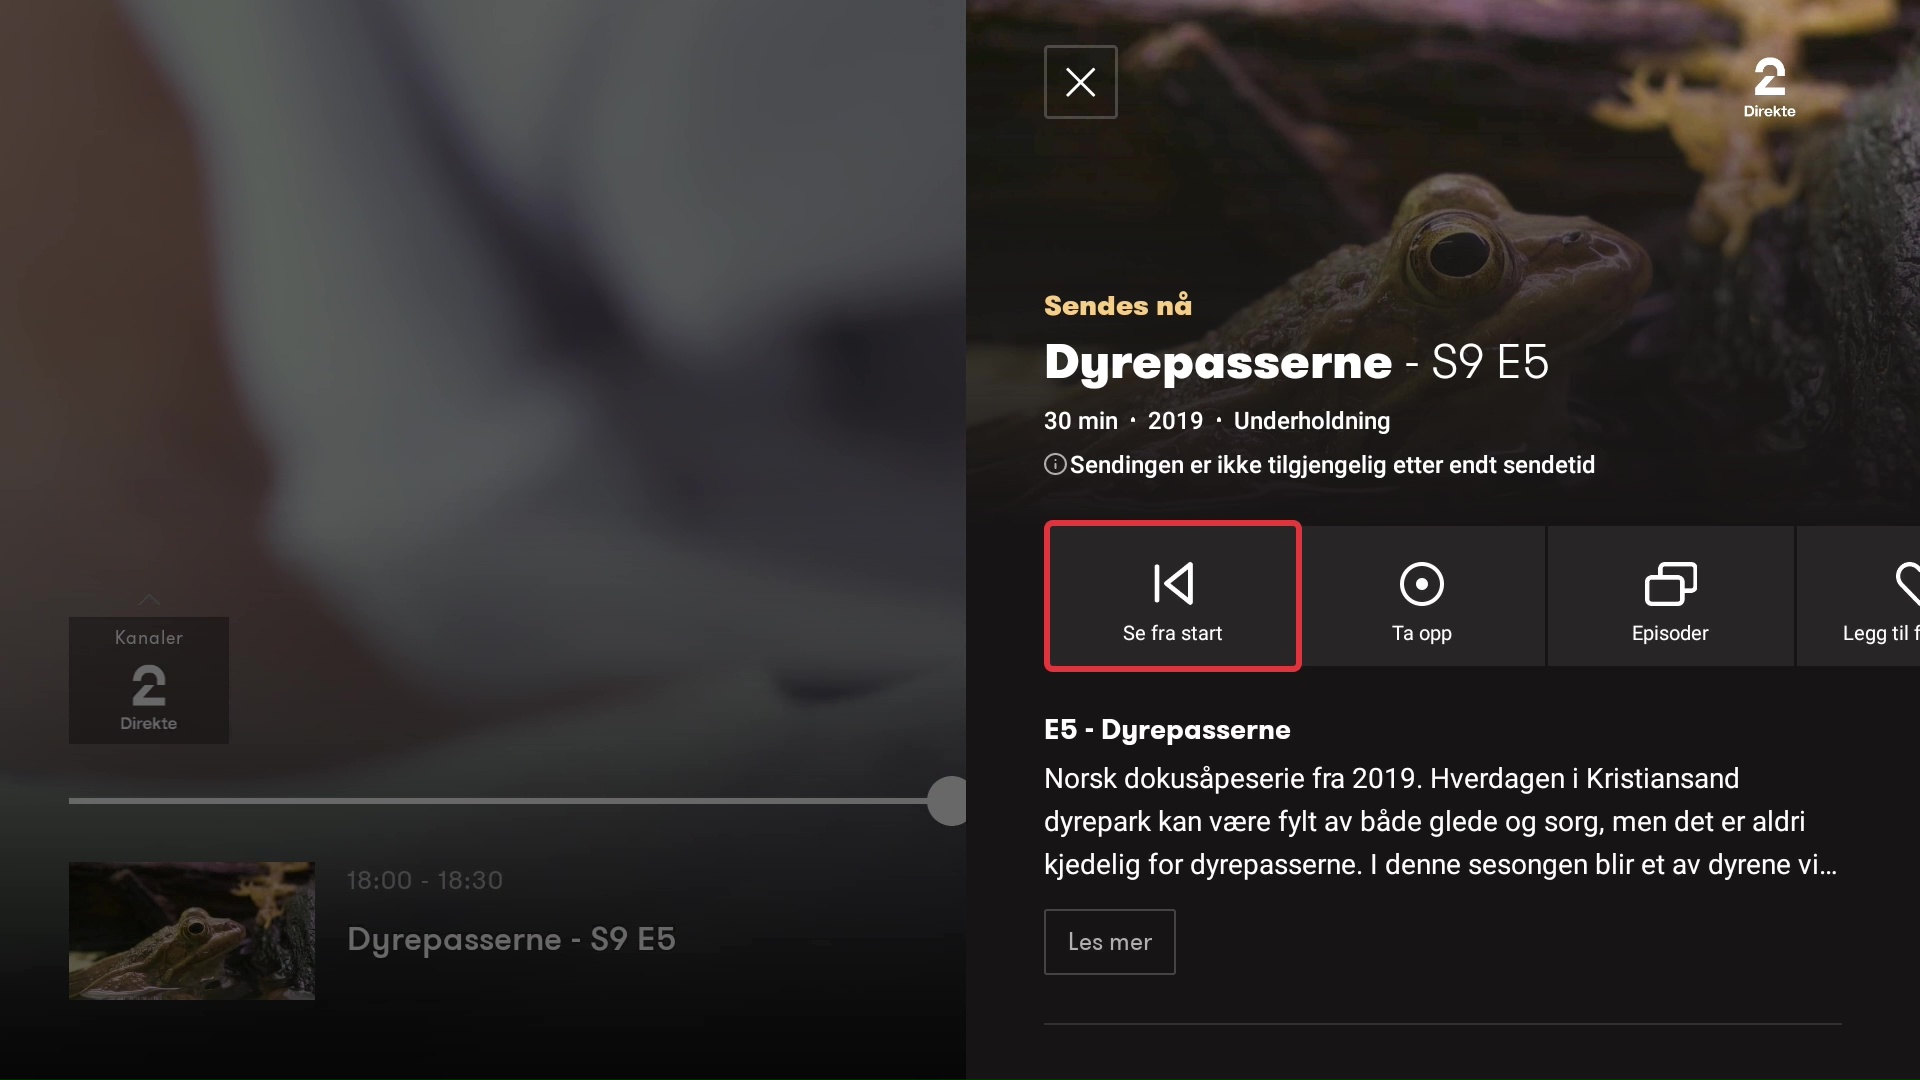 Kanaler
2
Direkte
18:00 - 18:30
Dyrepasserne - S9 E5
2
Direkte
Sendes nå
Dyrepasserne - S9 E5
30 min · 2019 · Underholdning
Sendingen er ikke tilgjengelig etter endt sendetid
Se fra start
Ta opp
Episoder
Legg til f
E5 - Dyrepasserne
Norsk dokusåpeserie fra 2019. Hverdagen i Kristiansand
dyrepark kan være fylt av både glede og sorg, men det er aldri
kjedelig for dyrepasserne. I denne sesongen blir et av dyrene vi...
Les mer